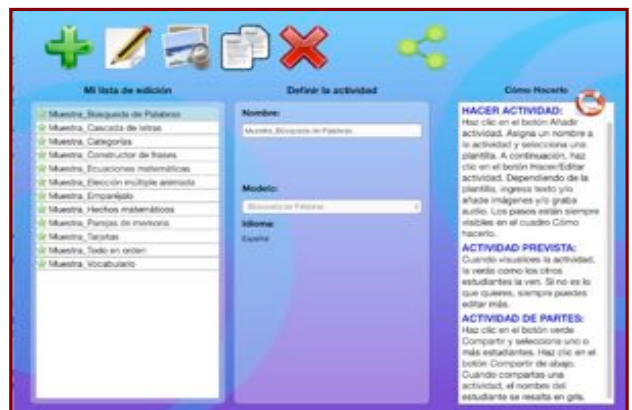 Mi lista de edición
Muestra_Búsqueda de Palabras
Muestra_Cascada de letras
Muestra_Categorías
Muestra_Constructor de frases
Muestra_Ecuaciones matemáticas
Muestra_Elección múltiple animada
Muestra_Emparéjalo
Muestra_Hechos matemáticos
Muestra_Parejas de memoria
Muestra_Tarjetas
Muestra_Todo en orden
Muestra_Vocabulario
Definir la actividad
Nombre:
Muestra_Búsqueda de Palabras
Modelo:
Búsqueda de Palabras
Idioma:
Español
Cómo Hacerlo
HACER ACTIVIDAD:
Haz clic en el botón Añadir
actividad. Asigna un nombre a
la actividad y selecciona una
plantilla. A continuación, haz
clic en el botón Hacer/Editar
actividad. Dependiendo de la
plantilla, ingresa texto y/o
añade imágenes y/o graba
audio. Los pasos están siempre
visibles en el cuadro Cómo
hacerlo.
ACTIVIDAD PREVISTA:
Cuando visualices la actividad,
la verás como los otros
estudiantes la ven. Si no es lo
que quieres, siempre puedes
editar más.
ACTIVIDAD DE PARTES:
Haz clic en el botón verde
Compartir y selecciona uno o
más estudiantes. Haz clic en el
botón Compartir de abajo.
Cuando compartas una
actividad, el nombre del
estudiante se resalta en gris.